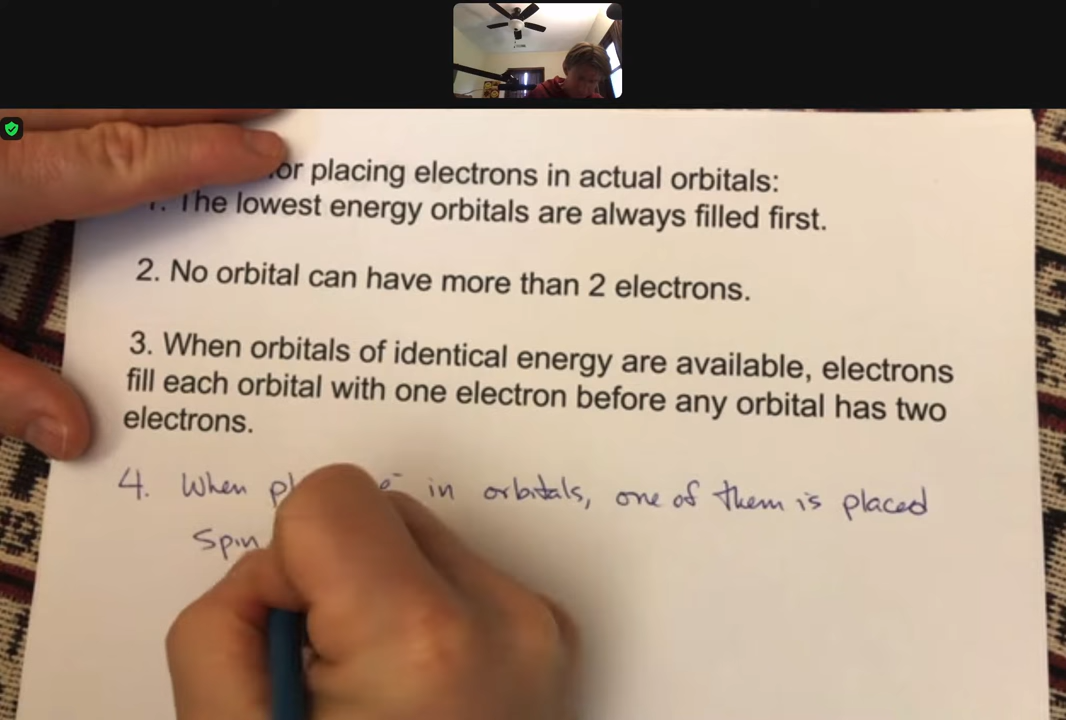 or placing electrons in actual orbitals:
1. The lowest energy orbitals are always filled first.
2. No orbital can have more than 2 electrons.
3. When orbitals of identical energy are available, electrons
fill each orbital with one electron before any orbital has two
electrons.
4. When e⁻ in orbitals, one of them is placed
Spin